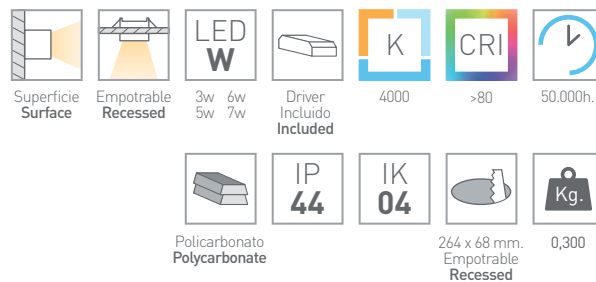 LED
W
K
CRI
Superficie
Surface
Empotrable
Recessed
3w 6w
5w 7w
Driver
Incluido
Included
4000
>80
50.000h.
IP
44
IK
04
Kg.
Policarbonato
Polycarbonate
264 x 68 mm.
Empotrable
Recessed
0,300